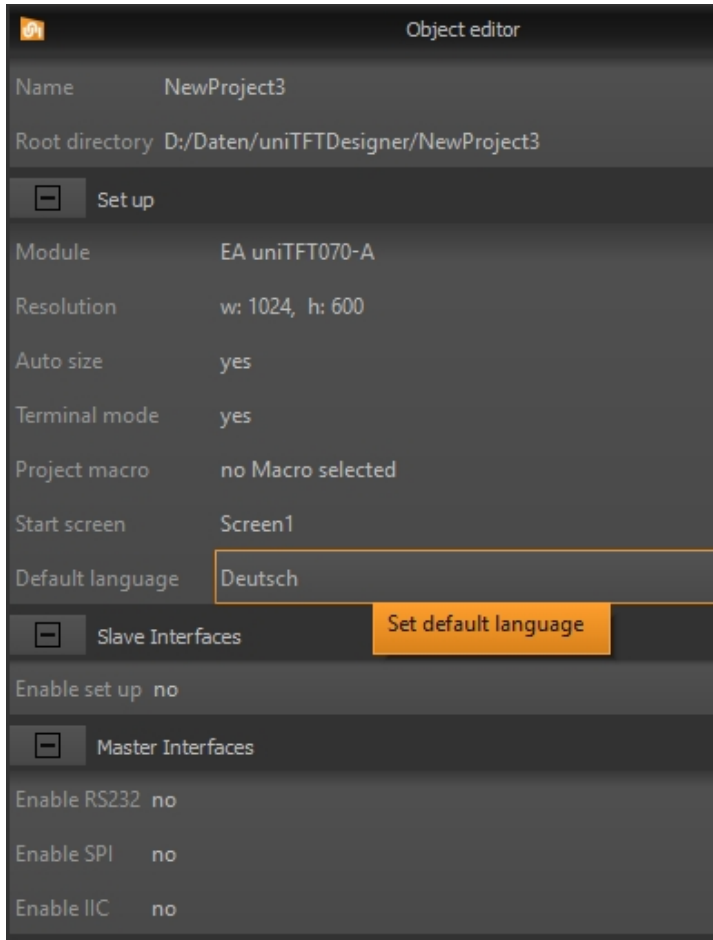 Object editor
Name NewProject3
Root directory D:/Daten/uniTFTDesigner/NewProject3
Set up
Module EA uniTFT070-A
Resolution w: 1024, h: 600
Auto size yes
Terminal mode yes
Project macro no Macro selected
Start screen Screen1
Default language Deutsch
Set default language
Slave Interfaces
Enable set up no
Master Interfaces
Enable RS232 no
Enable SPI no
Enable IIC no